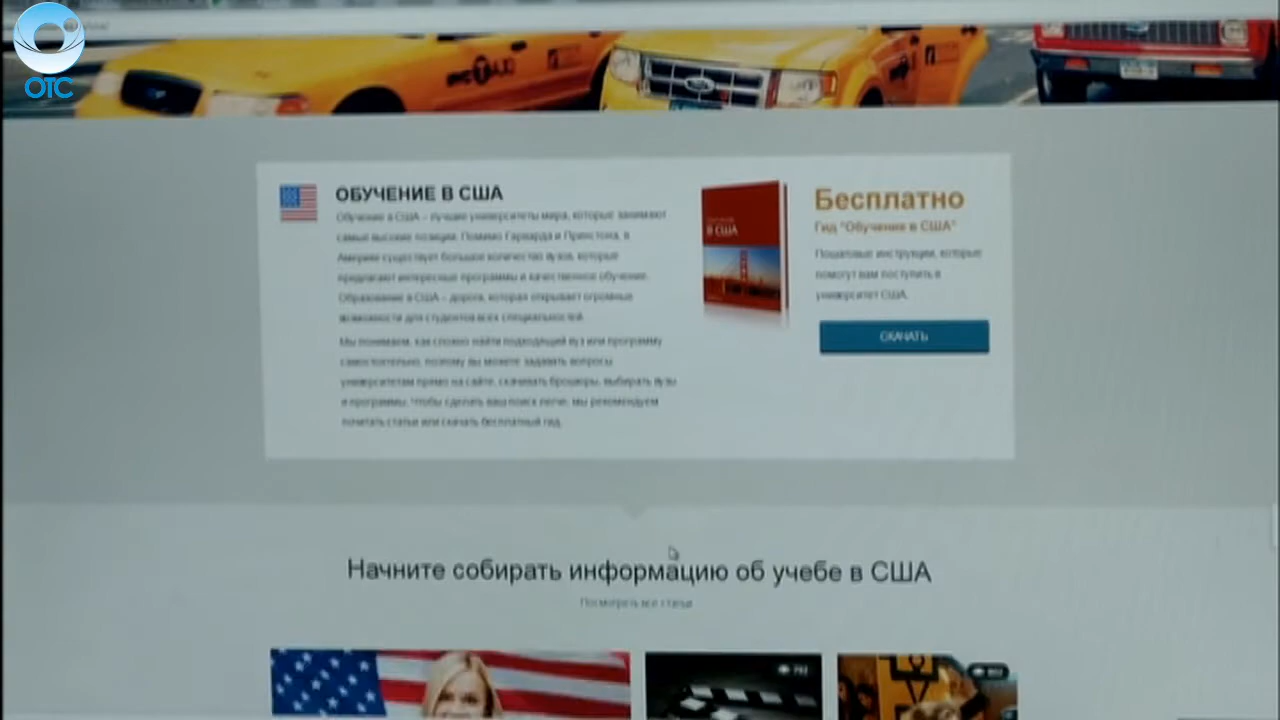 ОТС
ОБУЧЕНИЕ В США
Обучение в США – лучшие университеты мира, которые занимают
самые высокие позиции. Помимо Гарварда и Принстона, в
Америке существует большое количество вузов, которые
предлагают интересные программы и качественное обучение.
Образование в США – дорога, которая открывает огромные
возможности для студентов всех специальностей.
Мы понимаем, как сложно найти подходящий вуз или программу
самостоятельно, поэтому вы можете задавать вопросы
университетам прямо на сайте, скачивать брошюры, выбирать вузы
и программы. Чтобы сделать ваш поиск легче, мы рекомендуем
почитать статьи или скачать бесплатный гид.
В США
Бесплатно
Гид "Обучение в США"
Пошаговые инструкции, которые
помогут вам поступить в
университет США.
СКАЧАТЬ
Начните собирать информацию об учебе в США
Посмотреть все статьи